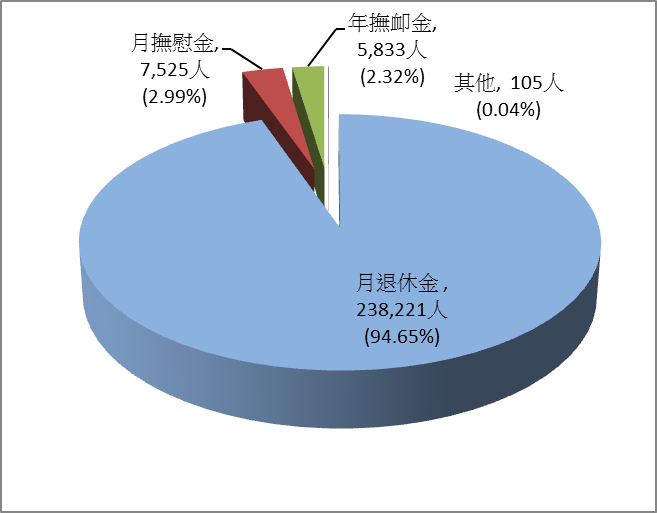 月撫慰金,
7,525人
(2.99%)
年撫卹金,
5,833人
(2.32%)
其他, 105人
(0.04%)
月退休金 ,
238,221人
(94.65%)